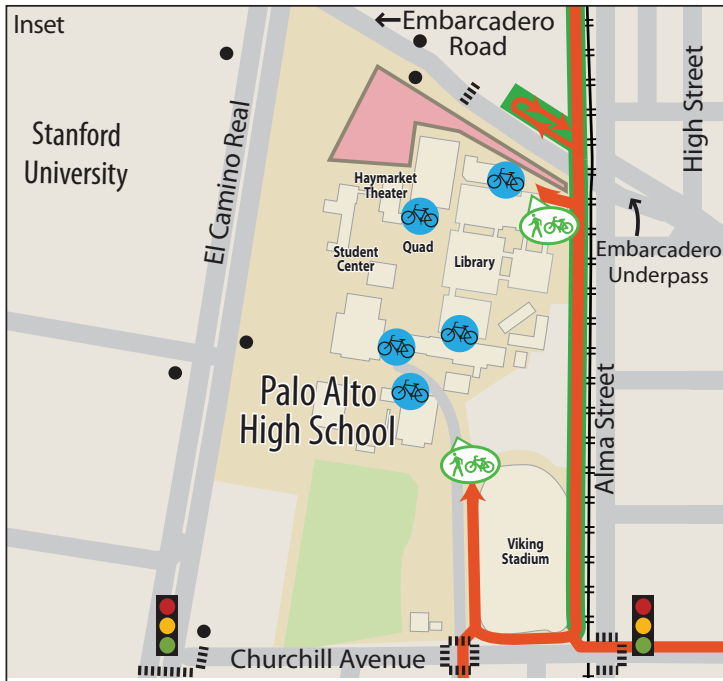 Inset
Embarcadero
Road
High Street
Stanford
University
El Camino Real
Haymarket
Theater
Student
Center
Quad
Library
Embarcadero
Underpass
Palo Alto
High School
Alma Street
Viking
Stadium
Churchill Avenue